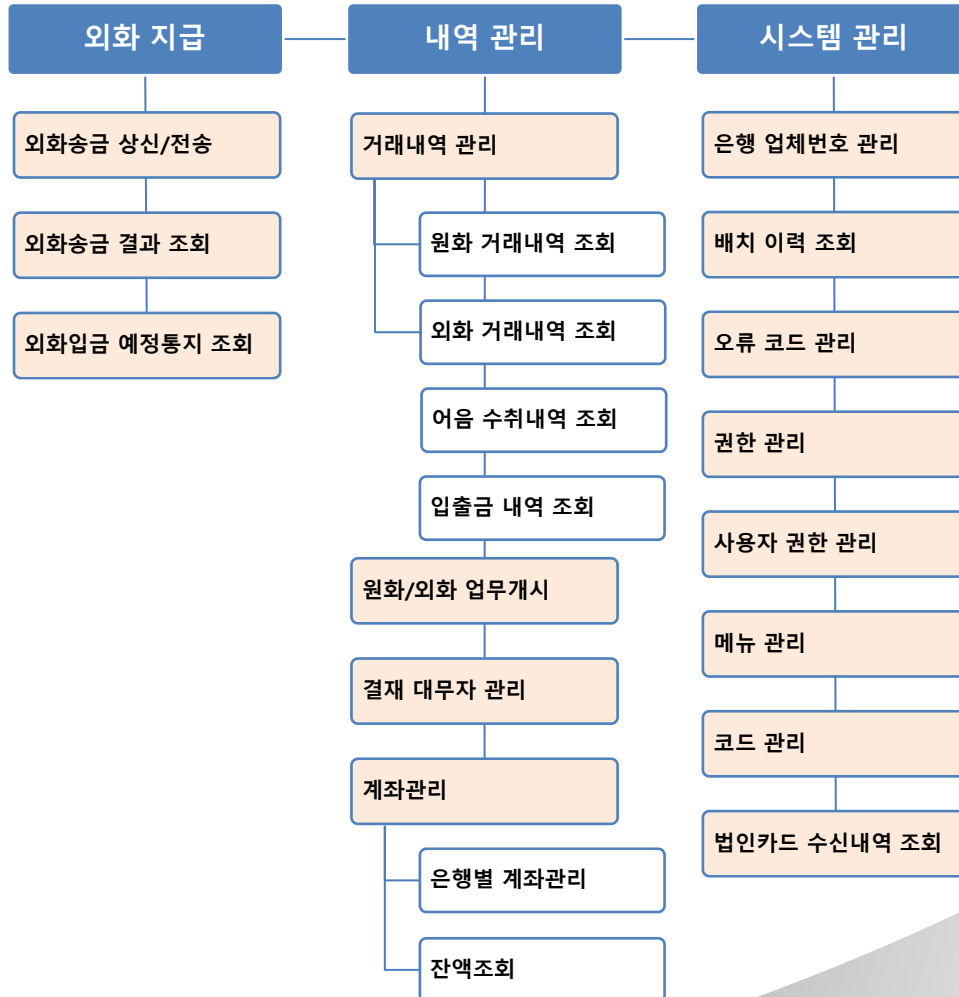 외화 지급
외화송금 상신/전송
외화송금 결과 조회
외화입금 예정통지 조회
내역 관리
거래내역 관리
원화 거래내역 조회
외화 거래내역 조회
어음 수취내역 조회
입출금 내역 조회
원화/외화 업무개시
결재 대무자 관리
계좌관리
은행별 계좌관리
잔액조회
시스템 관리
은행 업체번호 관리
배치 이력 조회
오류 코드 관리
권한 관리
사용자 권한 관리
메뉴 관리
코드 관리
법인카드 수신내역 조회